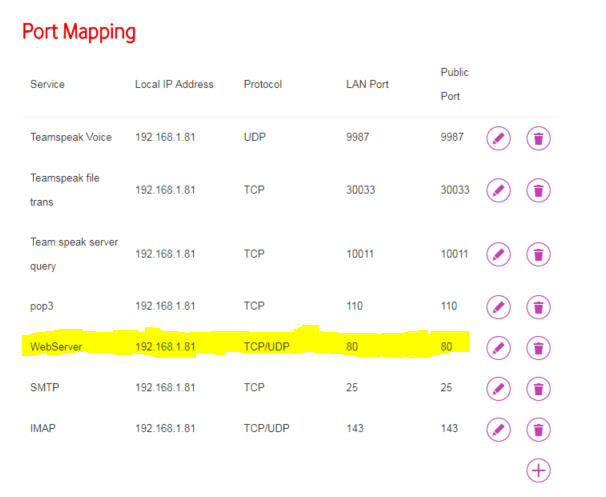 Port Mapping
Service Local IP Address Protocol LAN Port Public
Port
Teamspeak Voice 192.168.1.81 UDP 9987 9987
Teamspeak file
trans 192.168.1.81 TCP 30033 30033
Team speak server
query 192.168.1.81 TCP 10011 10011
pop3 192.168.1.81 TCP 110 110
WebServer 192.168.1.81 TCP/UDP 80 80
SMTP 192.168.1.81 TCP 25 25
IMAP 192.168.1.81 TCP/UDP 143 143